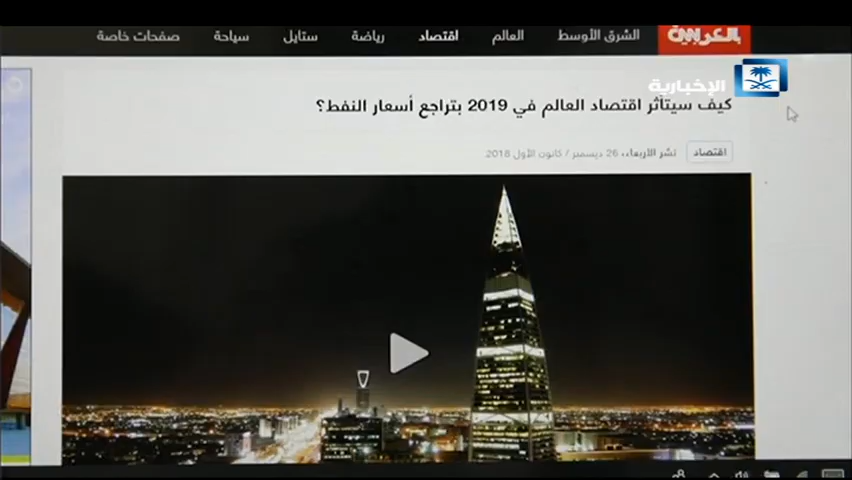 CNN بالعربية
الشرق الأوسط العالم اقتصاد رياضة ستايل سياحة صفحات خاصة
الإخبارية
كيف سيتأثر اقتصاد العالم في 2019 بتراجع أسعار النفط؟
اقتصاد نشر الأربعاء، 26 ديسمبر / كانون الأول 2018